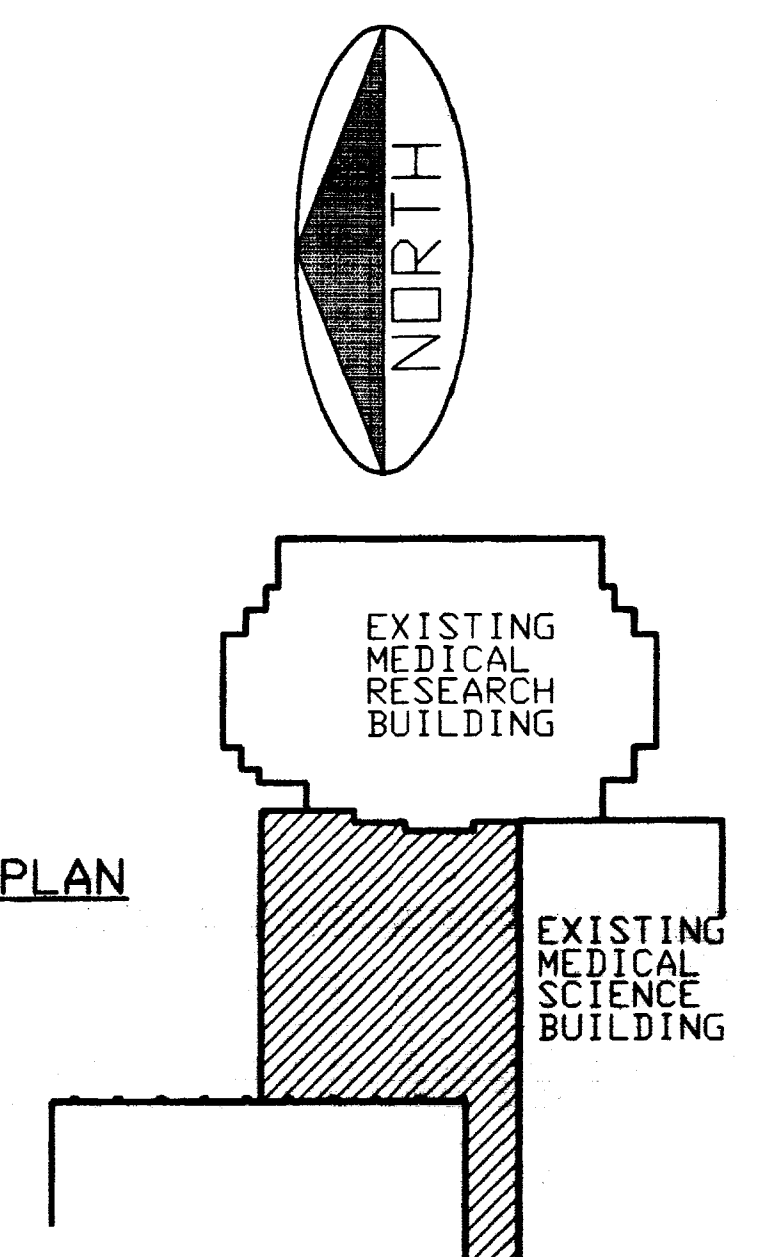 NORTH
EXISTING
MEDICAL
RESEARCH
BUILDING
PLAN
EXISTING
MEDICAL
SCIENCE
BUILDING